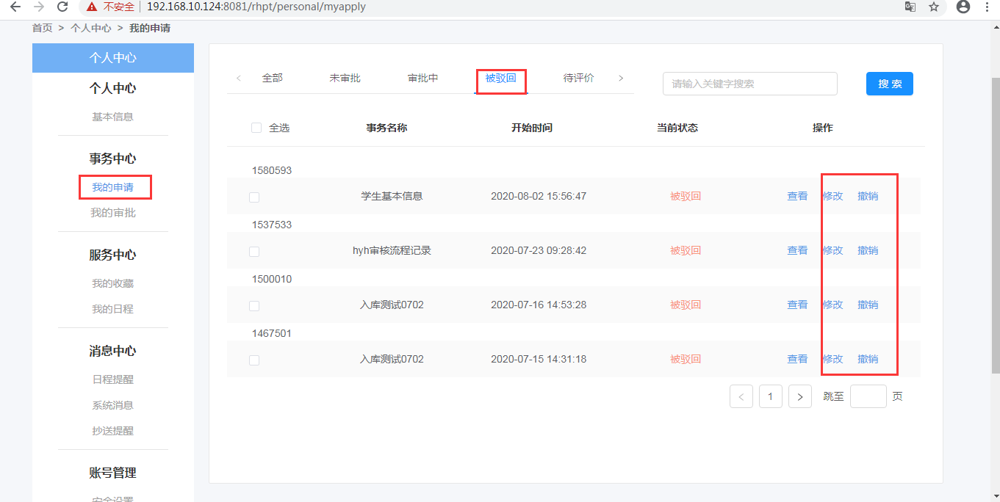 不安全 192.168.10.124:8081/rhpt/personal/myapply
首页 > 个人中心 > 我的申请
个人中心
个人中心
基本信息
事务中心
我的申请
我的审批
服务中心
我的收藏
我的日程
消息中心
日程提醒
系统消息
抄送提醒
账号管理
安全设置
< 全部 未审批 审批中 被驳回 待评价 >
请输入关键字搜索 搜 索
全选 事务名称 开始时间 当前状态 操作
1580593
学生基本信息 2020-08-02 15:56:47 被驳回 查看 修改 撤销
1537533
hyh审核流程记录 2020-07-23 09:28:42 被驳回 查看 修改 撤销
1500010
入库测试0702 2020-07-16 14:53:28 被驳回 查看 修改 撤销
1467501
入库测试0702 2020-07-15 14:31:18 被驳回 查看 修改 撤销
< 1 > 跳至 页